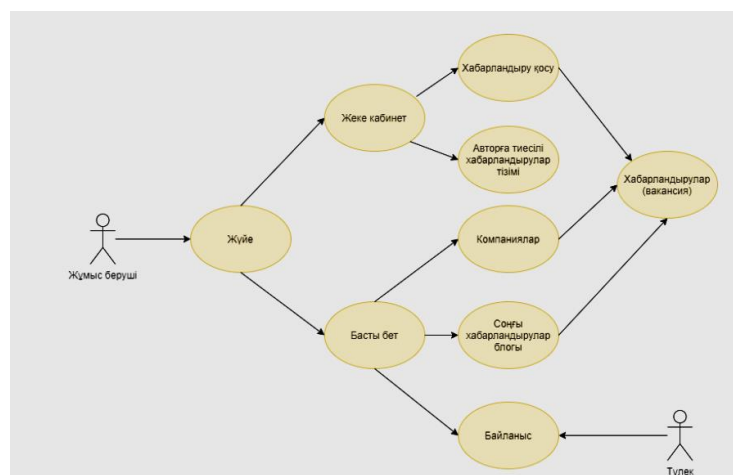 Хабарландыру қосу
Жеке кабинет
Авторға тиесілі
хабарландырулар
тізімі
Хабарландырулар
(вакансия)
Жүйе
Компаниялар
Жұмыс беруші
Басты бет
Соңғы
хабарландырулар
блогы
Байланыс
Түлек